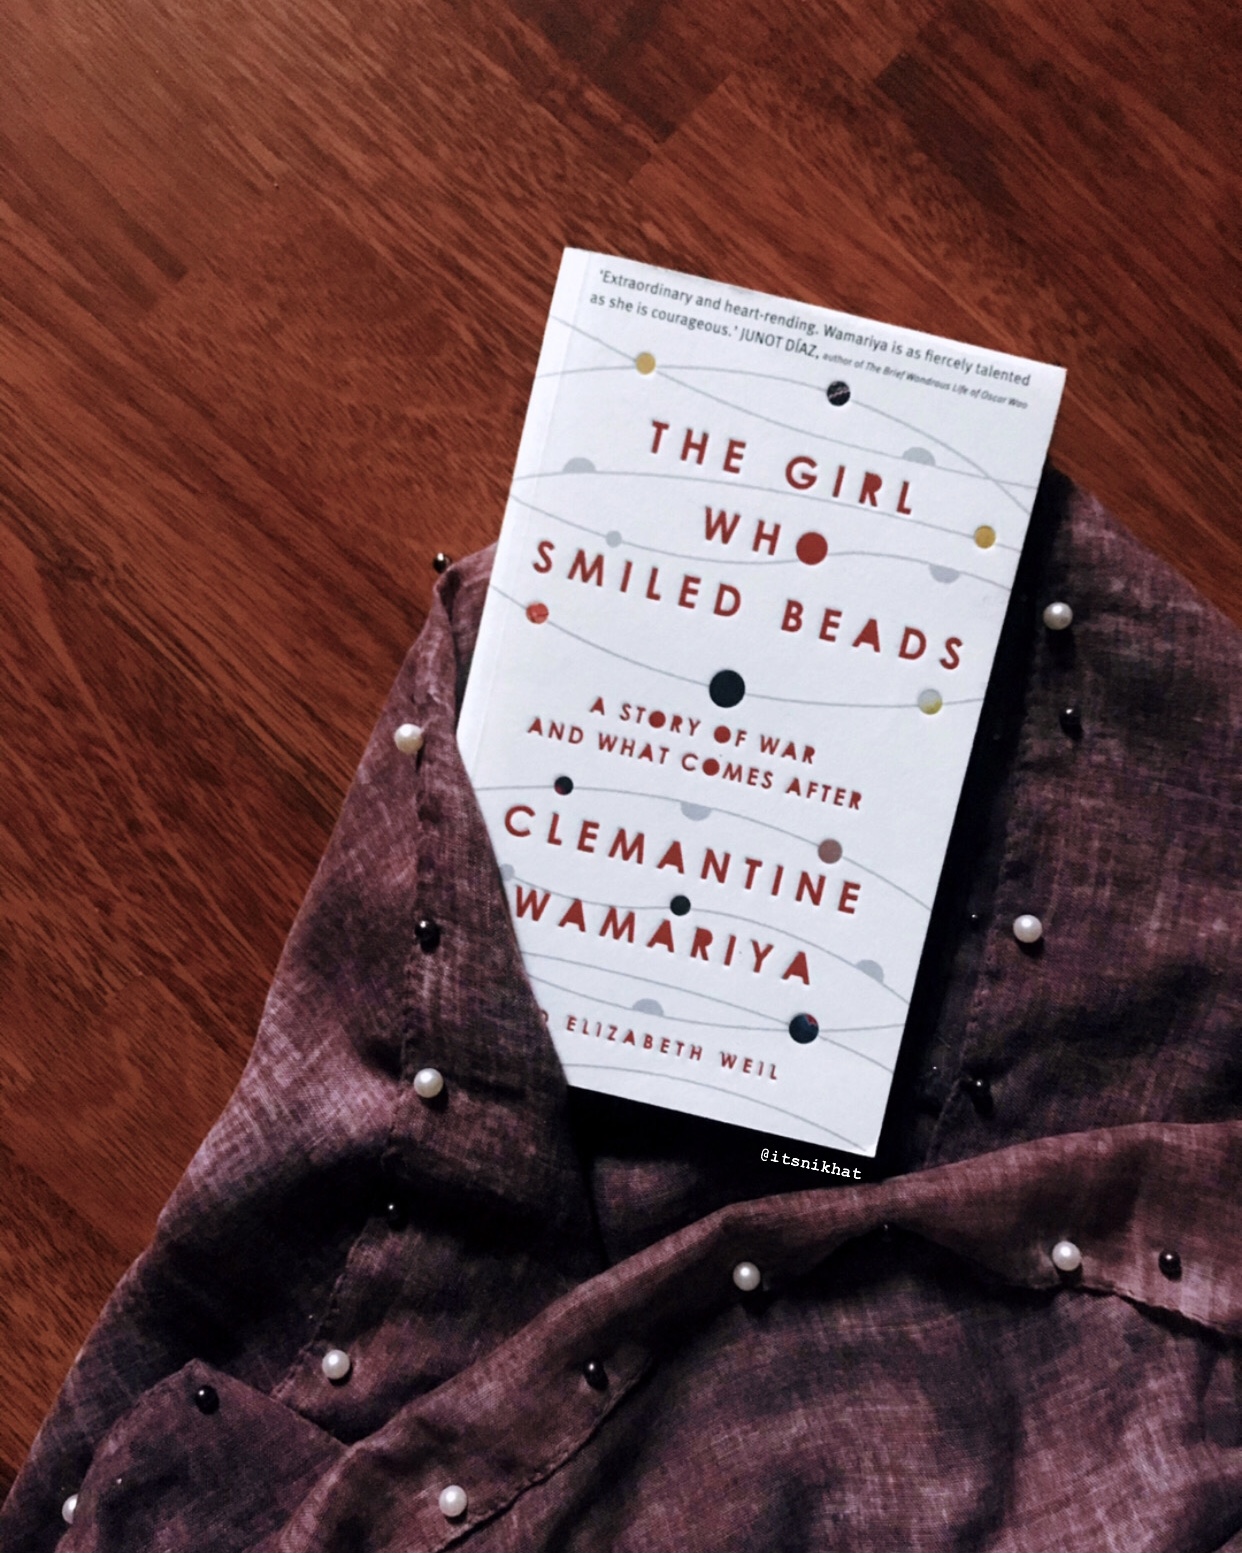 'Extraordinary and heart-rending. Wamariya is as fiercely talented
as she is courageous.' JUNOT DÍAZ, author of The Brief Wondrous Life of Oscar Wao
THE GIRL
WHO
SMILED BEADS
A STORY OF WAR
AND WHAT COMES AFTER
CLEMANTINE
WAMARIYA
ELIZABETH WEIL
@itsnikhat